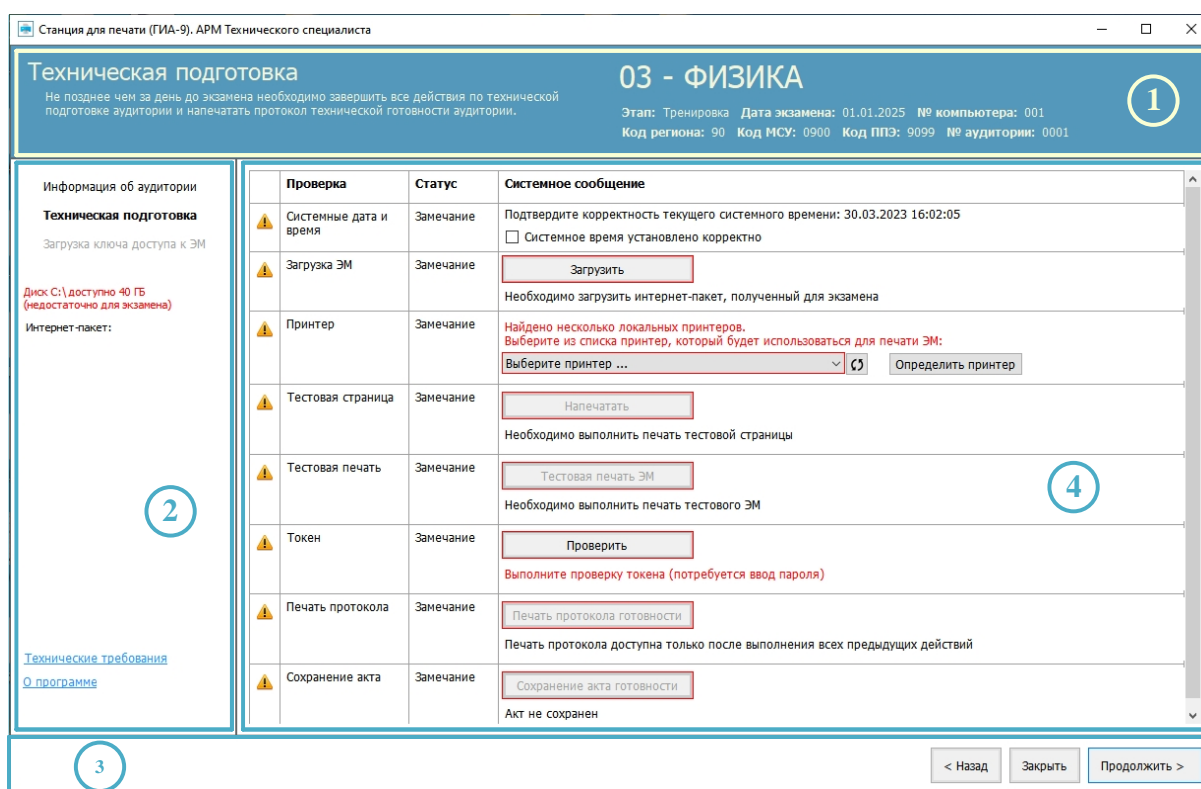 Станция для печати (ГИА-9). АРМ Технического специалиста
Техническая подготовка
Не позднее чем за день до экзамена необходимо завершить все действия по технической
подготовке аудитории и напечатать протокол технической готовности аудитории.
03 - ФИЗИКА
Этап: Тренировка Дата экзамена: 01.01.2025 № компьютера: 001
Код региона: 90 Код МСУ: 0900 Код ППЭ: 9099 № аудитории: 0001
1
Информация об аудитории
Техническая подготовка
Загрузка ключа доступа к ЭМ
Диск C:\ доступно 40 ГБ
(недостаточно для экзамена)
Интернет-пакет:
2
Технические требования
О программе
Проверка Статус Системное сообщение
Системные дата и
время
Замечание
Подтвердите корректность текущего системного времени: 30.03.2023 16:02:05
Системное время установлено корректно
Загрузка ЭМ
Замечание
Загрузить
Необходимо загрузить интернет-пакет, полученный для экзамена
Принтер
Замечание
Найдено несколько локальных принтеров.
Выберите из списка принтер, который будет использоваться для печати ЭМ:
Выберите принтер ... Определить принтер
Тестовая страница
Замечание
Напечатать
Необходимо выполнить печать тестовой страницы
Тестовая печать
Замечание
Тестовая печать ЭМ
Необходимо выполнить печать тестового ЭМ
4
Токен
Замечание
Проверить
Выполните проверку токена (потребуется ввод пароля)
Печать протокола
Замечание
Печать протокола готовности
Печать протокола доступна только после выполнения всех предыдущих действий
Сохранение акта
Замечание
Сохранение акта готовности
Акт не сохранен
3
< Назад Закрыть Продолжить >